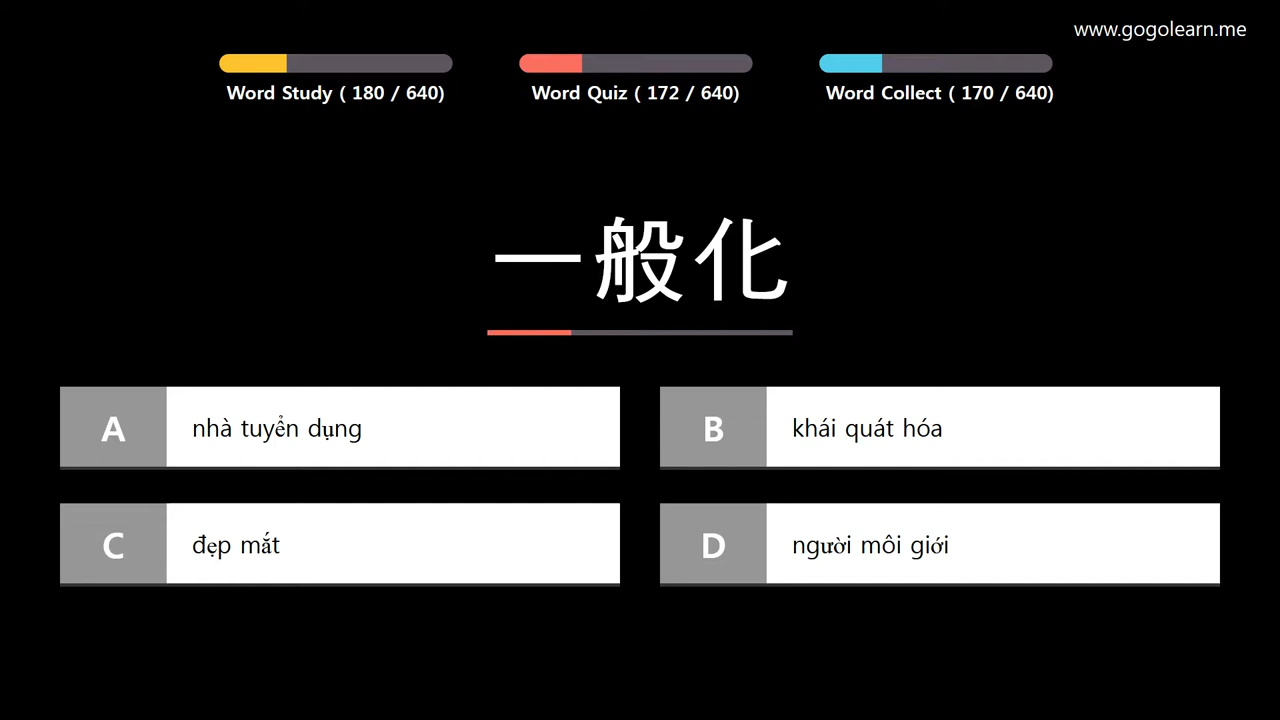 www.gogolearn.me
Word Study ( 180 / 640)
Word Quiz ( 172 / 640)
Word Collect ( 170 / 640)
一般化
A
nhà tuyển dụng
B
khái quát hóa
C
đẹp mắt
D
người môi giới